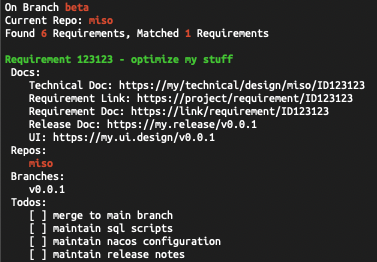 On Branch beta
Current Repo: miso
Found 6 Requirements, Matched 1 Requirements
Requirement 123123 - optimize my stuff
Docs:
Technical Doc: https://my/technical/design/miso/ID123123
Requirement Link: https://project/requirement/ID123123
Requirement Doc: https://link/requirement/ID123123
Release Doc: https://my.release/v0.0.1
UI: https://my.ui.design/v0.0.1
Repos:
miso
Branches:
v0.0.1
Todos:
[ ] merge to main branch
[ ] maintain sql scripts
[ ] maintain nacos configuration
[ ] maintain release notes